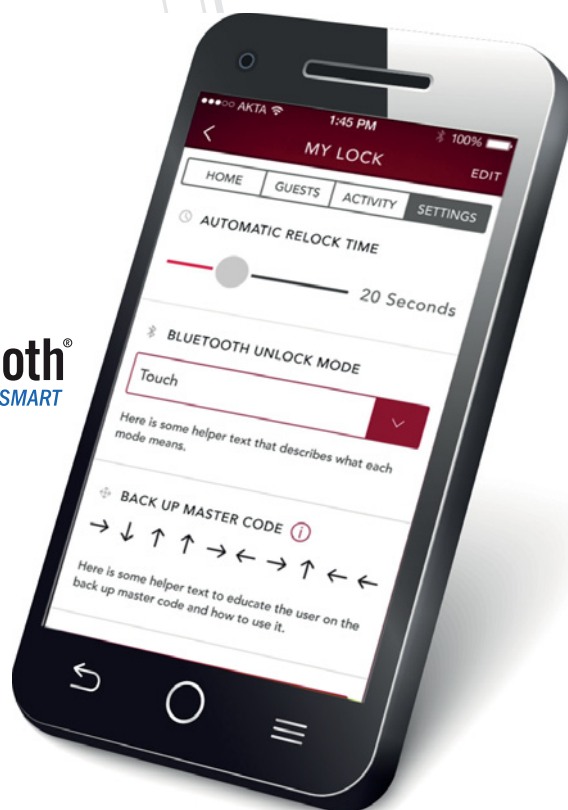 AKTA
1:45 PM
100%
MY LOCK
EDIT
HOME
GUESTS
ACTIVITY
SETTINGS
AUTOMATIC RELOCK TIME
20 Seconds
oth®
SMART
BLUETOOTH UNLOCK MODE
Touch
Here is some helper text that describes what each
mode means.
BACK UP MASTER CODE i
→ ↓ ↑ ↑ → ← → ↑ ← ←
Here is some helper text to educate the user on the
back up master code and how to use it.